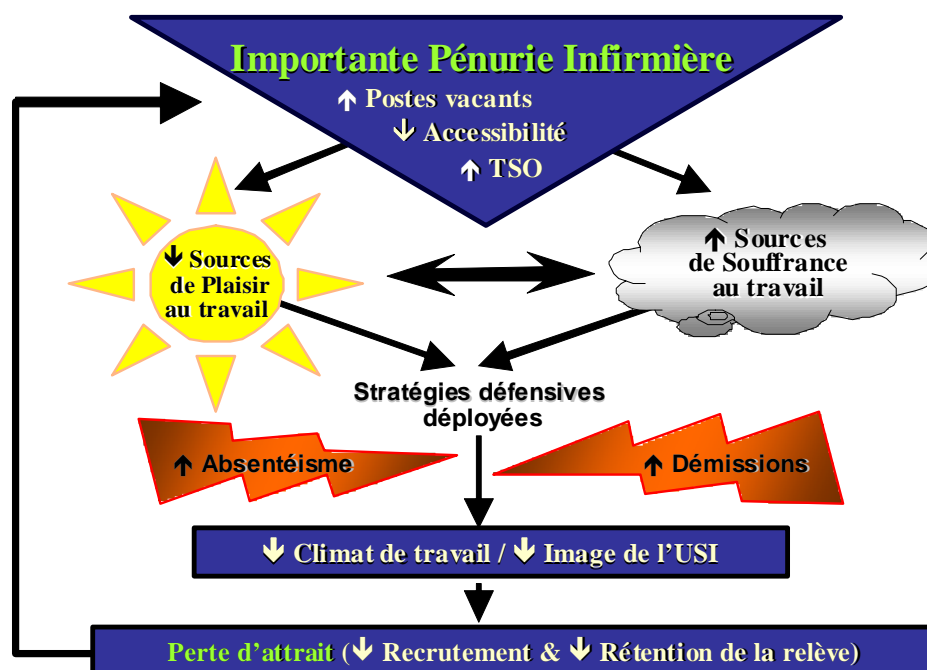 Importante Pénurie Infirmière
↑ Postes vacants
↓ Accessibilité
↑ TSO
↓ Sources
de Plaisir
au travail
↑ Sources
de Souffrance
au travail
Stratégies défensives
déployées
↑ Absentéisme
↑ Démissions
↓ Climat de travail / ↓ Image de l'USI
Perte d'attrait (↓ Recrutement & ↓ Rétention de la relève)